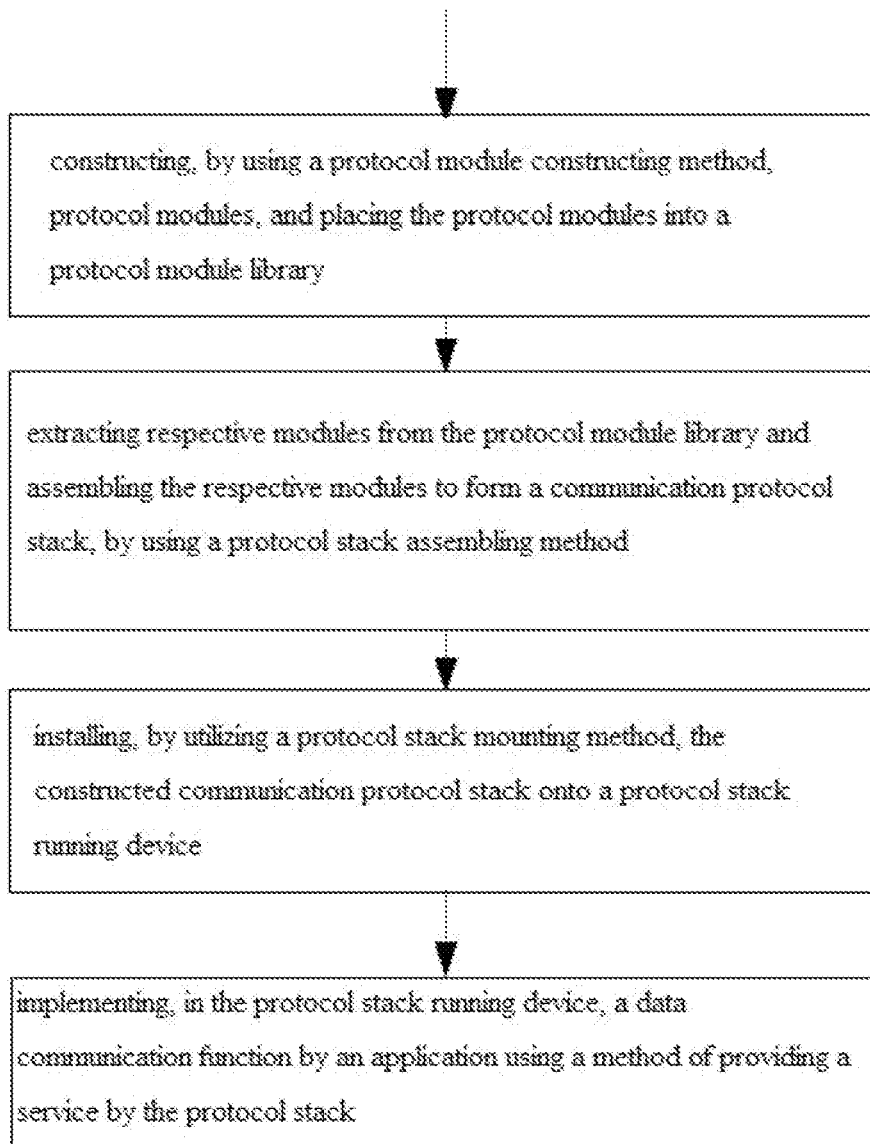 constructing, by using a protocol module constructing method,
protocol modules, and placing the protocol modules into a
protocol module library
extracting respective modules from the protocol module library and
assembling the respective modules to form a communication protocol
stack, by using a protocol stack assembling method
installing, by utilizing a protocol stack mounting method, the
constructed communication protocol stack onto a protocol stack
running device
implementing, in the protocol stack running device, a data
communication function by an application using a method of providing a
service by the protocol stack